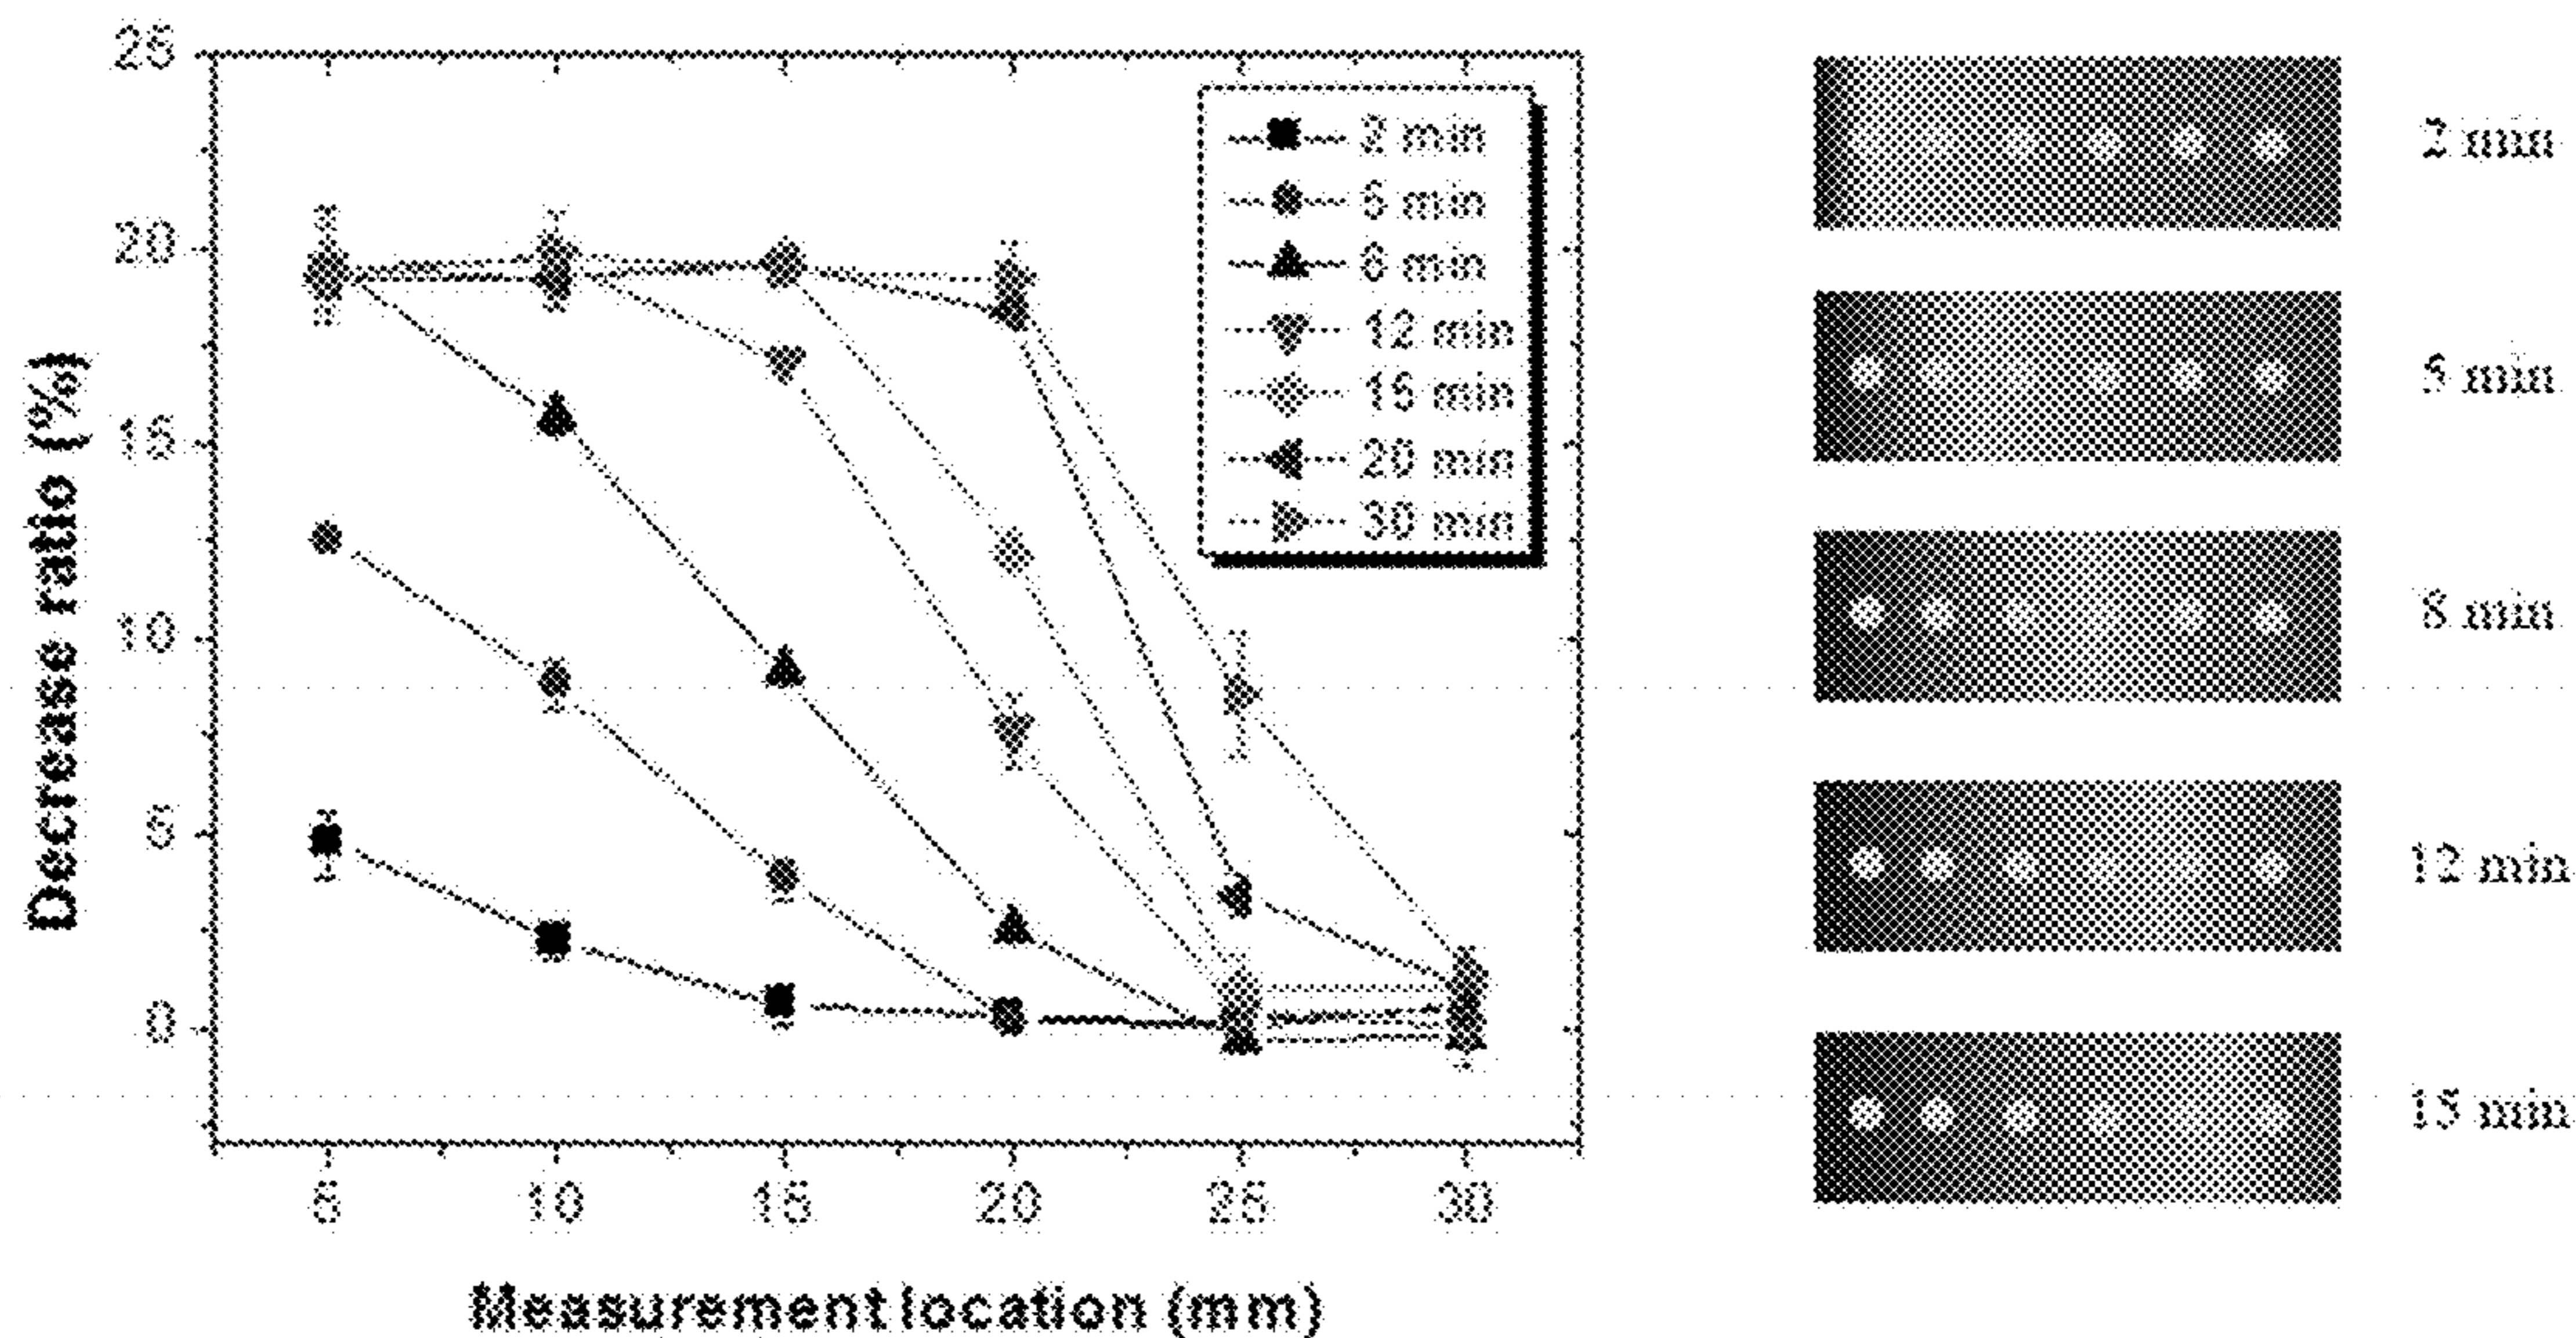 25
20
15
10
5
0
Decrease ratio (%)
5 10 15 20 25 30
Measurement location (mm)
2 min
5 min
8 min
12 min
15 min
20 min
30 min
2 min
5 min
8 min
12 min
15 min